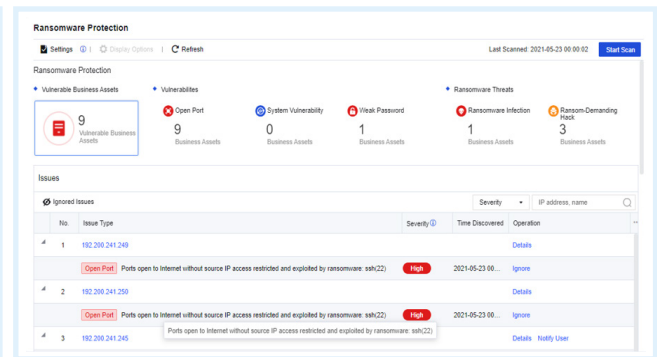 Ransomware Protection
Settings Display Options Refresh Last Scanned: 2021-05-23 00:00:02 Start Scan
Ransomware Protection
Vulnerable Business Assets Vulnerabilites Ransomware Threats
9 Vulnerable Business Assets
Open Port 9 Business Assets
System Vulnerability 0 Business Assets
Weak Password 1 Business Assets
Ransomware Infection 1 Business Assets
Ransom-Demanding Hack 3 Business Assets
Issues
Ignored Issues Severity IP address, name
No. Issue Type Severity Time Discovered Operation
1 192.200.241.249 Details
Open Port Ports open to Internet without source IP access restricted and exploited by ransomware: ssh(22) High 2021-05-23 00... Ignore
2 192.200.241.250 Details
Open Port Ports open to Internet without source IP access restricted and exploited by ransomware: ssh(22) High 2021-05-23 00... Ignore
Ports open to Internet without source IP access restricted and exploited by ransomware: ssh(22)
3 192.200.241.245 Details Notify User